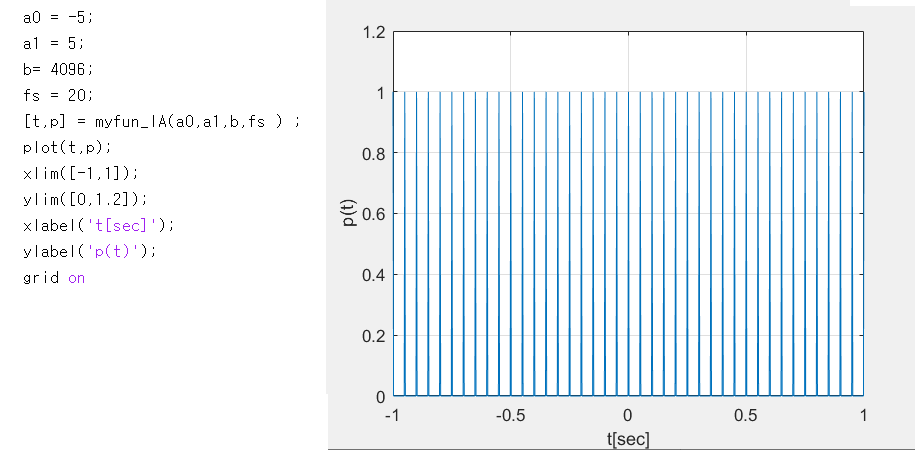 a0 = -5;
a1 = 5;
b= 4096;
fs = 20;
[t,p] = myfun_IA(a0,a1,b,fs ) ;
plot(t,p);
xlim([-1,1]);
ylim([0,1.2]);
xlabel('t[sec]');
ylabel('p(t)');
grid on
1.2
1
0.8
0.6
0.4
0.2
0
p(t)
-1 -0.5 0 0.5 1
t[sec]